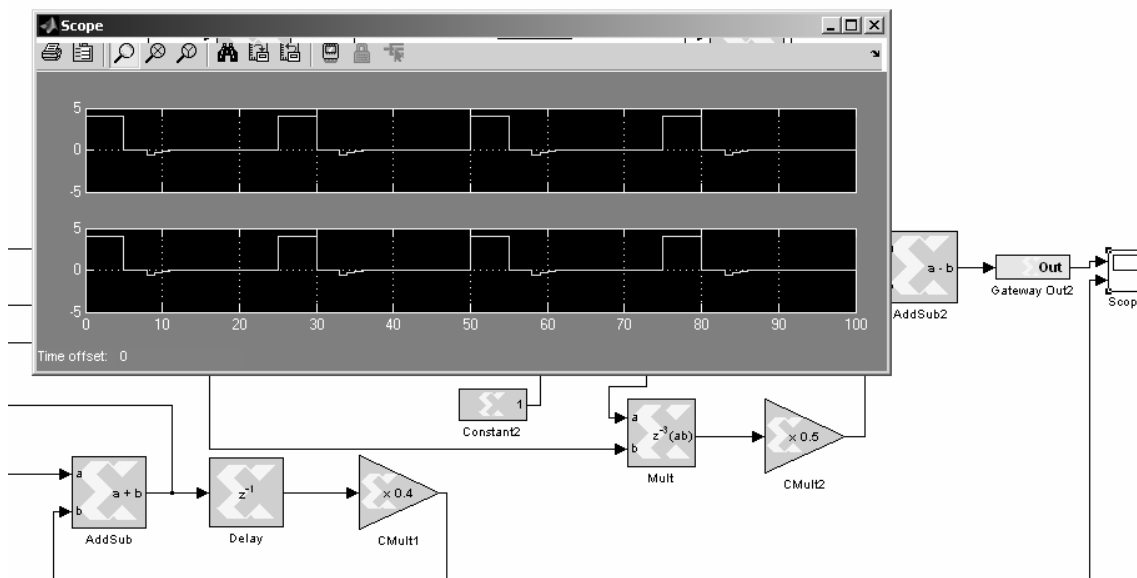 Scope
5
0
-5
5
0
-5
0 10 20 30 40 50 60 70 80 90 100
Time offset: 0
a - b
AddSub2
Out
Gateway Out2
Scop
1
Constant2
a
b
z-3(ab)
Mult
x 0.5
CMult2
a
b
a + b
AddSub
z-1
Delay
x 0.4
CMult1